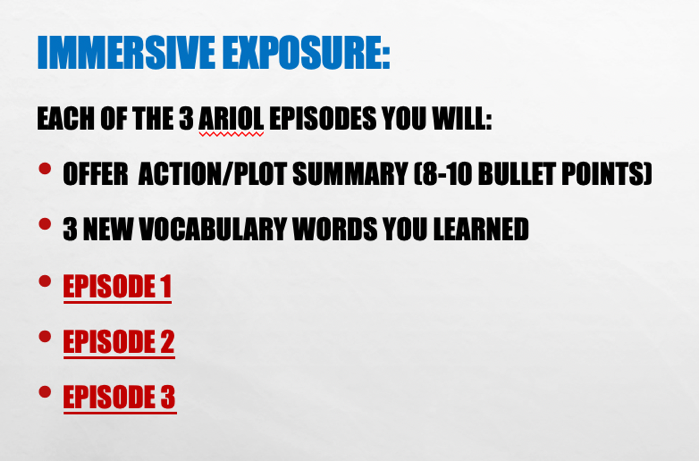 IMMERSIVE EXPOSURE:
EACH OF THE 3 ARIOL EPISODES YOU WILL:
• OFFER  ACTION/PLOT SUMMARY (8-10 BULLET POINTS)
• 3 NEW VOCABULARY WORDS YOU LEARNED
• EPISODE 1
• EPISODE 2
• EPISODE 3